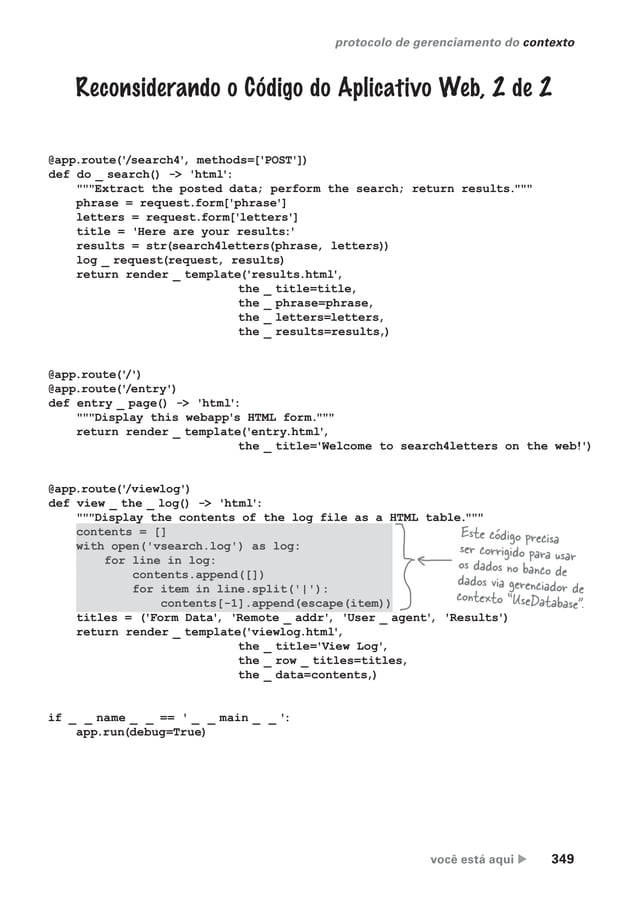 protocolo de gerenciamento do contexto
Reconsiderando o Código do Aplicativo Web, 2 de 2
@app.route('/search4', methods=['POST'])
def do _ search() -> 'html':
    """Extract the posted data; perform the search; return results."""
    phrase = request.form['phrase']
    letters = request.form['letters']
    title = 'Here are your results:'
    results = str(search4letters(phrase, letters))
    log _ request(request, results)
    return render _ template('results.html',
                           the _ title=title,
                           the _ phrase=phrase,
                           the _ letters=letters,
                           the _ results=results,)
@app.route('/')
@app.route('/entry')
def entry _ page() -> 'html':
    """Display this webapp's HTML form."""
    return render _ template('entry.html',
                           the _ title='Welcome to search4letters on the web!')
@app.route('/viewlog')
def view _ the _ log() -> 'html':
    """Display the contents of the log file as a HTML table."""
    contents = []
    with open('vsearch.log') as log:
        for line in log:
            contents.append([])
            for item in line.split('|'):
                contents[-1].append(escape(item))
Este código precisa
ser corrigido para usar
os dados no banco de
dados via gerenciador de
contexto "UseDatabase".
    titles = ('Form Data', 'Remote _ addr', 'User _ agent', 'Results')
    return render _ template('viewlog.html',
                           the _ title='View Log',
                           the _ row _ titles=titles,
                           the _ data=contents,)
if _ _ name _ _ == ' _ _ main _ _ ':
    app.run(debug=True)
você está aqui ▶ 349